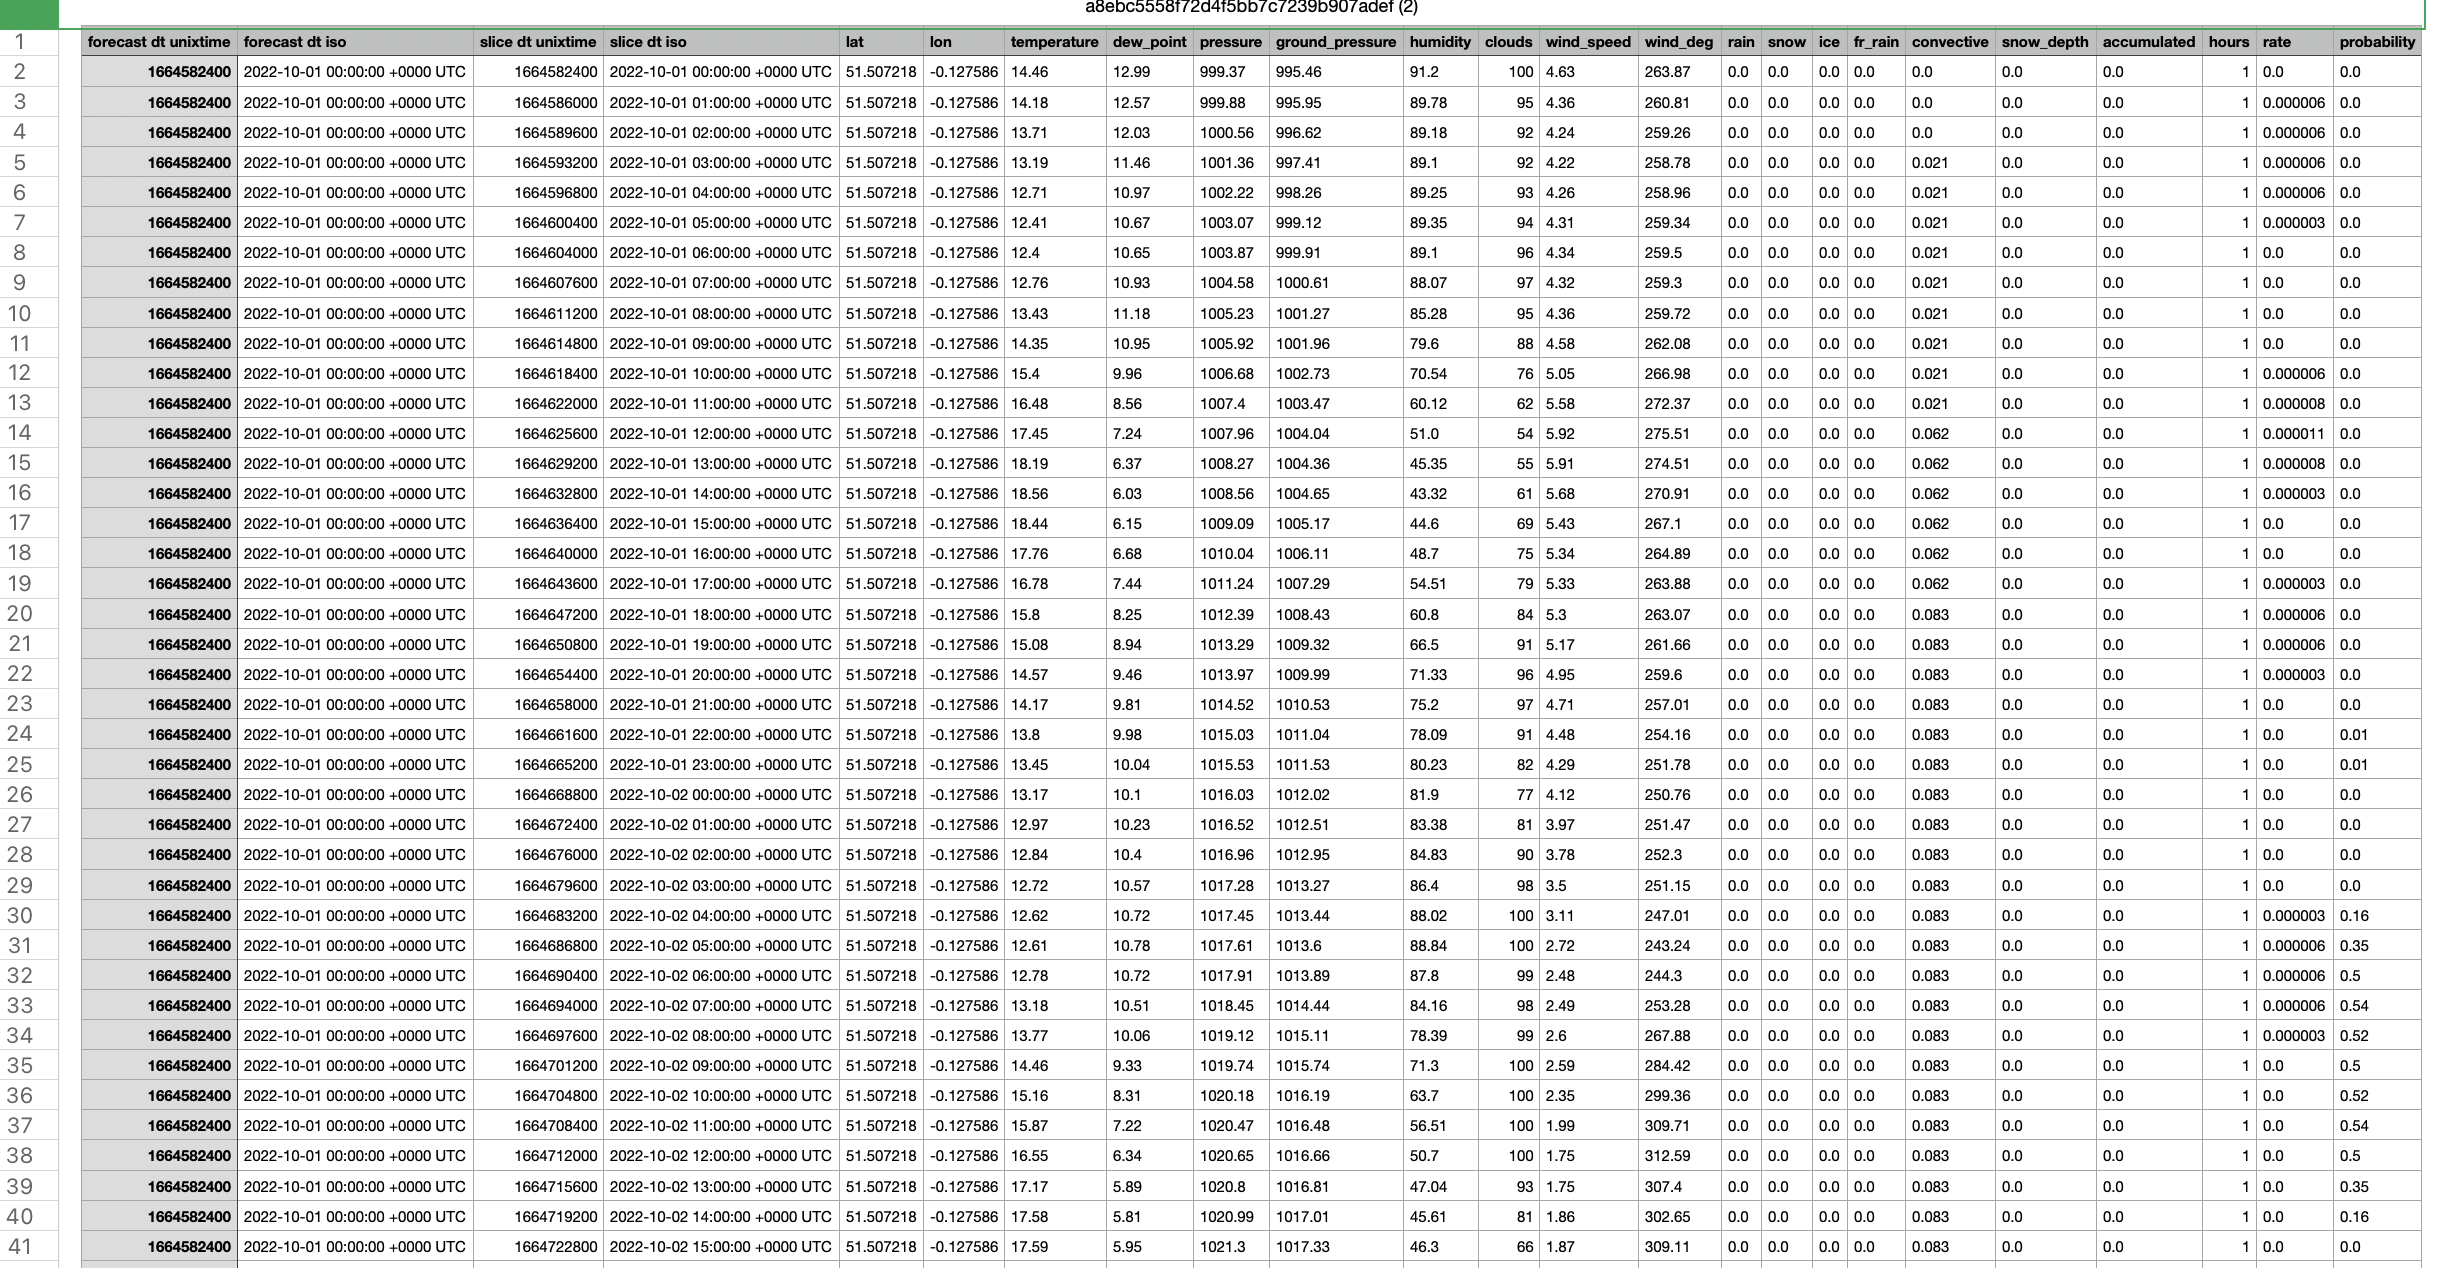 a8ebc5558f72d4f5bb7c7239b907adef (2)
1 forecast dt unixtime forecast dt iso slice dt unixtime slice dt iso lat lon temperature dew_point pressure ground_pressure humidity clouds wind_speed wind_deg rain snow ice fr_rain convective snow_depth accumulated hours rate probability
2 1664582400 2022-10-01 00:00:00 +0000 UTC 1664582400 2022-10-01 00:00:00 +0000 UTC 51.507218 -0.127586 14.46 12.99 999.37 995.46 91.2 100 4.63 263.87 0.0 0.0 0.0 0.0 0.0 0.0 0.0 1 0.0 0.0
3 1664582400 2022-10-01 00:00:00 +0000 UTC 1664586000 2022-10-01 01:00:00 +0000 UTC 51.507218 -0.127586 14.18 12.57 999.88 995.95 89.78 95 4.36 260.81 0.0 0.0 0.0 0.0 0.0 0.0 0.0 1 0.000006 0.0
4 1664582400 2022-10-01 00:00:00 +0000 UTC 1664589600 2022-10-01 02:00:00 +0000 UTC 51.507218 -0.127586 13.71 12.03 1000.56 996.62 89.18 92 4.24 259.26 0.0 0.0 0.0 0.0 0.0 0.0 0.0 1 0.000006 0.0
5 1664582400 2022-10-01 00:00:00 +0000 UTC 1664593200 2022-10-01 03:00:00 +0000 UTC 51.507218 -0.127586 13.19 11.46 1001.36 997.41 89.1 92 4.22 258.78 0.0 0.0 0.0 0.0 0.021 0.0 0.0 1 0.000006 0.0
6 1664582400 2022-10-01 00:00:00 +0000 UTC 1664596800 2022-10-01 04:00:00 +0000 UTC 51.507218 -0.127586 12.71 10.97 1002.22 998.26 89.25 93 4.26 258.96 0.0 0.0 0.0 0.0 0.021 0.0 0.0 1 0.000006 0.0
7 1664582400 2022-10-01 00:00:00 +0000 UTC 1664600400 2022-10-01 05:00:00 +0000 UTC 51.507218 -0.127586 12.41 10.67 1003.07 999.12 89.35 94 4.31 259.34 0.0 0.0 0.0 0.0 0.021 0.0 0.0 1 0.000003 0.0
8 1664582400 2022-10-01 00:00:00 +0000 UTC 1664604000 2022-10-01 06:00:00 +0000 UTC 51.507218 -0.127586 12.4 10.65 1003.87 999.91 89.1 96 4.34 259.5 0.0 0.0 0.0 0.0 0.021 0.0 0.0 1 0.0 0.0
9 1664582400 2022-10-01 00:00:00 +0000 UTC 1664607600 2022-10-01 07:00:00 +0000 UTC 51.507218 -0.127586 12.76 10.93 1004.58 1000.61 88.07 97 4.32 259.3 0.0 0.0 0.0 0.0 0.021 0.0 0.0 1 0.0 0.0
10 1664582400 2022-10-01 00:00:00 +0000 UTC 1664611200 2022-10-01 08:00:00 +0000 UTC 51.507218 -0.127586 13.43 11.18 1005.23 1001.27 85.28 95 4.36 259.72 0.0 0.0 0.0 0.0 0.021 0.0 0.0 1 0.0 0.0
11 1664582400 2022-10-01 00:00:00 +0000 UTC 1664614800 2022-10-01 09:00:00 +0000 UTC 51.507218 -0.127586 14.35 10.95 1005.92 1001.96 79.6 88 4.58 262.08 0.0 0.0 0.0 0.0 0.021 0.0 0.0 1 0.0 0.0
12 1664582400 2022-10-01 00:00:00 +0000 UTC 1664618400 2022-10-01 10:00:00 +0000 UTC 51.507218 -0.127586 15.4 9.96 1006.68 1002.73 70.54 76 5.05 266.98 0.0 0.0 0.0 0.0 0.021 0.0 0.0 1 0.000006 0.0
13 1664582400 2022-10-01 00:00:00 +0000 UTC 1664622000 2022-10-01 11:00:00 +0000 UTC 51.507218 -0.127586 16.48 8.56 1007.4 1003.47 60.12 62 5.58 272.37 0.0 0.0 0.0 0.0 0.021 0.0 0.0 1 0.000008 0.0
14 1664582400 2022-10-01 00:00:00 +0000 UTC 1664625600 2022-10-01 12:00:00 +0000 UTC 51.507218 -0.127586 17.45 7.24 1007.96 1004.04 51.0 54 5.92 275.51 0.0 0.0 0.0 0.0 0.062 0.0 0.0 1 0.000011 0.0
15 1664582400 2022-10-01 00:00:00 +0000 UTC 1664629200 2022-10-01 13:00:00 +0000 UTC 51.507218 -0.127586 18.19 6.37 1008.27 1004.36 45.35 55 5.91 274.51 0.0 0.0 0.0 0.0 0.062 0.0 0.0 1 0.000008 0.0
16 1664582400 2022-10-01 00:00:00 +0000 UTC 1664632800 2022-10-01 14:00:00 +0000 UTC 51.507218 -0.127586 18.56 6.03 1008.56 1004.65 43.32 61 5.68 270.91 0.0 0.0 0.0 0.0 0.062 0.0 0.0 1 0.000003 0.0
17 1664582400 2022-10-01 00:00:00 +0000 UTC 1664636400 2022-10-01 15:00:00 +0000 UTC 51.507218 -0.127586 18.44 6.15 1009.09 1005.17 44.6 69 5.43 267.1 0.0 0.0 0.0 0.0 0.062 0.0 0.0 1 0.0 0.0
18 1664582400 2022-10-01 00:00:00 +0000 UTC 1664640000 2022-10-01 16:00:00 +0000 UTC 51.507218 -0.127586 17.76 6.68 1010.04 1006.11 48.7 75 5.34 264.89 0.0 0.0 0.0 0.0 0.062 0.0 0.0 1 0.0 0.0
19 1664582400 2022-10-01 00:00:00 +0000 UTC 1664643600 2022-10-01 17:00:00 +0000 UTC 51.507218 -0.127586 16.78 7.44 1011.24 1007.29 54.51 79 5.33 263.88 0.0 0.0 0.0 0.0 0.062 0.0 0.0 1 0.000003 0.0
20 1664582400 2022-10-01 00:00:00 +0000 UTC 1664647200 2022-10-01 18:00:00 +0000 UTC 51.507218 -0.127586 15.8 8.25 1012.39 1008.43 60.8 84 5.3 263.07 0.0 0.0 0.0 0.0 0.083 0.0 0.0 1 0.000006 0.0
21 1664582400 2022-10-01 00:00:00 +0000 UTC 1664650800 2022-10-01 19:00:00 +0000 UTC 51.507218 -0.127586 15.08 8.94 1013.29 1009.32 66.5 91 5.17 261.66 0.0 0.0 0.0 0.0 0.083 0.0 0.0 1 0.000006 0.0
22 1664582400 2022-10-01 00:00:00 +0000 UTC 1664654400 2022-10-01 20:00:00 +0000 UTC 51.507218 -0.127586 14.57 9.46 1013.97 1009.99 71.33 96 4.95 259.6 0.0 0.0 0.0 0.0 0.083 0.0 0.0 1 0.000003 0.0
23 1664582400 2022-10-01 00:00:00 +0000 UTC 1664658000 2022-10-01 21:00:00 +0000 UTC 51.507218 -0.127586 14.17 9.81 1014.52 1010.53 75.2 97 4.71 257.01 0.0 0.0 0.0 0.0 0.083 0.0 0.0 1 0.0 0.0
24 1664582400 2022-10-01 00:00:00 +0000 UTC 1664661600 2022-10-01 22:00:00 +0000 UTC 51.507218 -0.127586 13.8 9.98 1015.03 1011.04 78.09 91 4.48 254.16 0.0 0.0 0.0 0.0 0.083 0.0 0.0 1 0.0 0.01
25 1664582400 2022-10-01 00:00:00 +0000 UTC 1664665200 2022-10-01 23:00:00 +0000 UTC 51.507218 -0.127586 13.45 10.04 1015.53 1011.53 80.23 82 4.29 251.78 0.0 0.0 0.0 0.0 0.083 0.0 0.0 1 0.0 0.01
26 1664582400 2022-10-01 00:00:00 +0000 UTC 1664668800 2022-10-02 00:00:00 +0000 UTC 51.507218 -0.127586 13.17 10.1 1016.03 1012.02 81.9 77 4.12 250.76 0.0 0.0 0.0 0.0 0.083 0.0 0.0 1 0.0 0.0
27 1664582400 2022-10-01 00:00:00 +0000 UTC 1664672400 2022-10-02 01:00:00 +0000 UTC 51.507218 -0.127586 12.97 10.23 1016.52 1012.51 83.38 81 3.97 251.47 0.0 0.0 0.0 0.0 0.083 0.0 0.0 1 0.0 0.0
28 1664582400 2022-10-01 00:00:00 +0000 UTC 1664676000 2022-10-02 02:00:00 +0000 UTC 51.507218 -0.127586 12.84 10.4 1016.96 1012.95 84.83 90 3.78 252.3 0.0 0.0 0.0 0.0 0.083 0.0 0.0 1 0.0 0.0
29 1664582400 2022-10-01 00:00:00 +0000 UTC 1664679600 2022-10-02 03:00:00 +0000 UTC 51.507218 -0.127586 12.72 10.57 1017.28 1013.27 86.4 98 3.5 251.15 0.0 0.0 0.0 0.0 0.083 0.0 0.0 1 0.0 0.0
30 1664582400 2022-10-01 00:00:00 +0000 UTC 1664683200 2022-10-02 04:00:00 +0000 UTC 51.507218 -0.127586 12.62 10.72 1017.45 1013.44 88.02 100 3.11 247.01 0.0 0.0 0.0 0.0 0.083 0.0 0.0 1 0.000003 0.16
31 1664582400 2022-10-01 00:00:00 +0000 UTC 1664686800 2022-10-02 05:00:00 +0000 UTC 51.507218 -0.127586 12.61 10.78 1017.61 1013.6 88.84 100 2.72 243.24 0.0 0.0 0.0 0.0 0.083 0.0 0.0 1 0.000006 0.35
32 1664582400 2022-10-01 00:00:00 +0000 UTC 1664690400 2022-10-02 06:00:00 +0000 UTC 51.507218 -0.127586 12.78 10.72 1017.91 1013.89 87.8 99 2.48 244.3 0.0 0.0 0.0 0.0 0.083 0.0 0.0 1 0.000006 0.5
33 1664582400 2022-10-01 00:00:00 +0000 UTC 1664694000 2022-10-02 07:00:00 +0000 UTC 51.507218 -0.127586 13.18 10.51 1018.45 1014.44 84.16 98 2.49 253.28 0.0 0.0 0.0 0.0 0.083 0.0 0.0 1 0.000006 0.54
34 1664582400 2022-10-01 00:00:00 +0000 UTC 1664697600 2022-10-02 08:00:00 +0000 UTC 51.507218 -0.127586 13.77 10.06 1019.12 1015.11 78.39 99 2.6 267.88 0.0 0.0 0.0 0.0 0.083 0.0 0.0 1 0.000003 0.52
35 1664582400 2022-10-01 00:00:00 +0000 UTC 1664701200 2022-10-02 09:00:00 +0000 UTC 51.507218 -0.127586 14.46 9.33 1019.74 1015.74 71.3 100 2.59 284.42 0.0 0.0 0.0 0.0 0.083 0.0 0.0 1 0.0 0.5
36 1664582400 2022-10-01 00:00:00 +0000 UTC 1664704800 2022-10-02 10:00:00 +0000 UTC 51.507218 -0.127586 15.16 8.31 1020.18 1016.19 63.7 100 2.35 299.36 0.0 0.0 0.0 0.0 0.083 0.0 0.0 1 0.0 0.52
37 1664582400 2022-10-01 00:00:00 +0000 UTC 1664708400 2022-10-02 11:00:00 +0000 UTC 51.507218 -0.127586 15.87 7.22 1020.47 1016.48 56.51 100 1.99 309.71 0.0 0.0 0.0 0.0 0.083 0.0 0.0 1 0.0 0.54
38 1664582400 2022-10-01 00:00:00 +0000 UTC 1664712000 2022-10-02 12:00:00 +0000 UTC 51.507218 -0.127586 16.55 6.34 1020.65 1016.66 50.7 100 1.75 312.59 0.0 0.0 0.0 0.0 0.083 0.0 0.0 1 0.0 0.5
39 1664582400 2022-10-01 00:00:00 +0000 UTC 1664715600 2022-10-02 13:00:00 +0000 UTC 51.507218 -0.127586 17.17 5.89 1020.8 1016.81 47.04 93 1.75 307.4 0.0 0.0 0.0 0.0 0.083 0.0 0.0 1 0.0 0.35
40 1664582400 2022-10-01 00:00:00 +0000 UTC 1664719200 2022-10-02 14:00:00 +0000 UTC 51.507218 -0.127586 17.58 5.81 1020.99 1017.01 45.61 81 1.86 302.65 0.0 0.0 0.0 0.0 0.083 0.0 0.0 1 0.0 0.16
41 1664582400 2022-10-01 00:00:00 +0000 UTC 1664722800 2022-10-02 15:00:00 +0000 UTC 51.507218 -0.127586 17.59 5.95 1021.3 1017.33 46.3 66 1.87 309.11 0.0 0.0 0.0 0.0 0.083 0.0 0.0 1 0.0 0.0